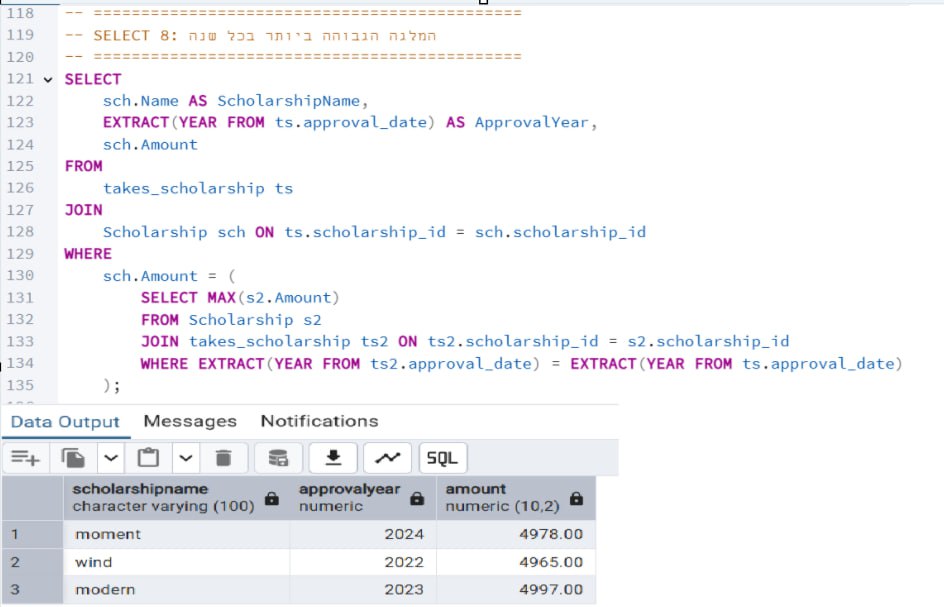 118 -- =============================================
119 -- SELECT 8: המלגה הגבוהה ביותר בכל שנה
120 -- =============================================
121 SELECT
122 sch.Name AS ScholarshipName,
123 EXTRACT(YEAR FROM ts.approval_date) AS ApprovalYear,
124 sch.Amount
125 FROM
126 takes_scholarship ts
127 JOIN
128 Scholarship sch ON ts.scholarship_id = sch.scholarship_id
129 WHERE
130 sch.Amount = (
131 SELECT MAX(s2.Amount)
132 FROM Scholarship s2
133 JOIN takes_scholarship ts2 ON ts2.scholarship_id = s2.scholarship_id
134 WHERE EXTRACT(YEAR FROM ts2.approval_date) = EXTRACT(YEAR FROM ts.approval_date)
135 );
Data Output Messages Notifications
SQL
scholarshipname approvalyear amount
character varying (100) numeric numeric (10,2)
1 moment 2024 4978.00
2 wind 2022 4965.00
3 modern 2023 4997.00